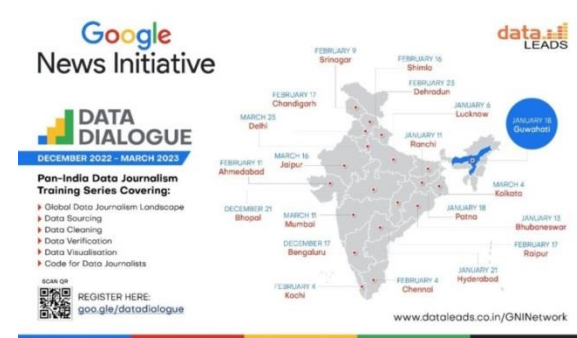 Google
News Initiative
data
LEADS
DATA
DIALOGUE
DECEMBER 2022 – MARCH 2023
Pan-India Data Journalism
Training Series Covering:
Global Data Journalism Landscape
Data Sourcing
Data Cleaning
Data Verification
Data Visualisation
Code for Data Journalists
SCAN QR
REGISTER HERE:
goo.gle/datadialogue
FEBRUARY 9
Srinagar
FEBRUARY 16
Shimla
FEBRUARY 23
Dehradun
FEBRUARY 17
Chandigarh
JANUARY 6
Lucknow
MARCH 25
Delhi
JANUARY 11
Ranchi
JANUARY 18
Guwahati
FEBRUARY 11
Ahmedabad
MARCH 16
Jaipur
MARCH 4
Kolkata
DECEMBER 21
Bhopal
MARCH 11
Mumbai
JANUARY 18
Patna
JANUARY 13
Bhubaneswar
DECEMBER 17
Bengaluru
FEBRUARY 17
Raipur
JANUARY 21
Hyderabad
FEBRUARY 4
Kochi
FEBRUARY 4
Chennai
www.dataleads.co.in/GNINetwork